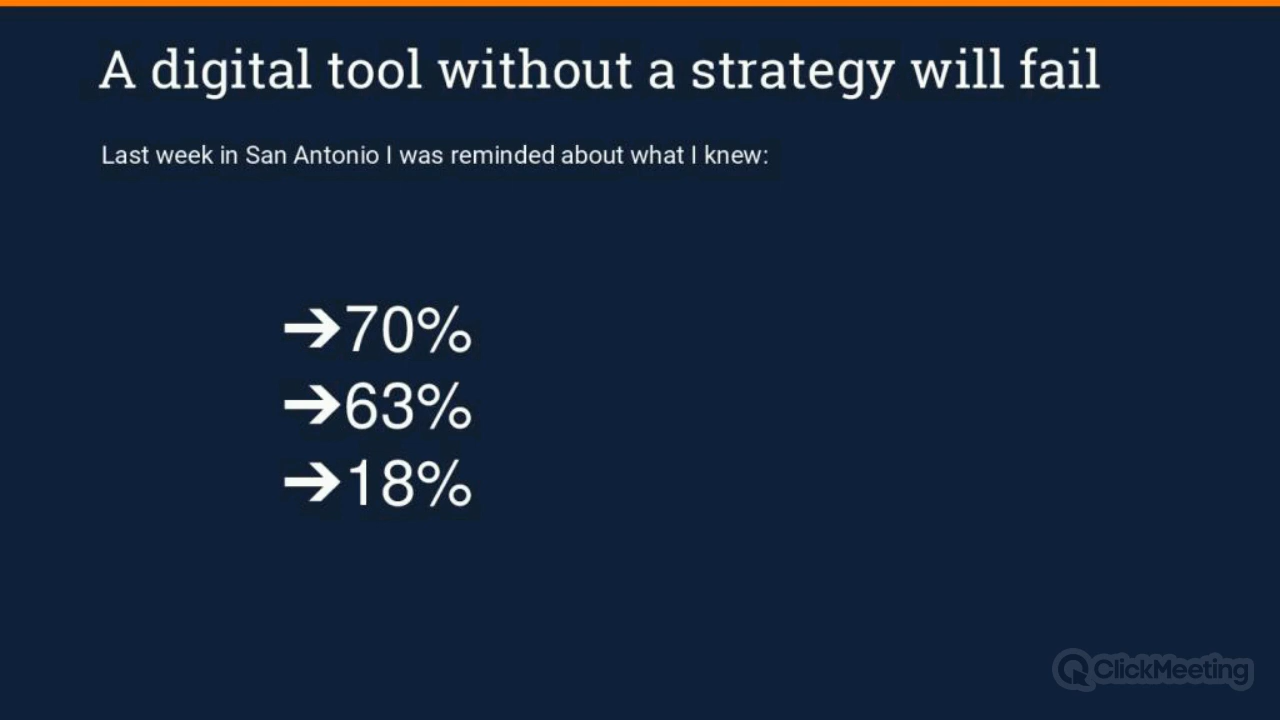 A digital tool without a strategy will fail
Last week in San Antonio I was reminded about what I knew:
➔70%
➔63%
➔18%
ClickMeeting